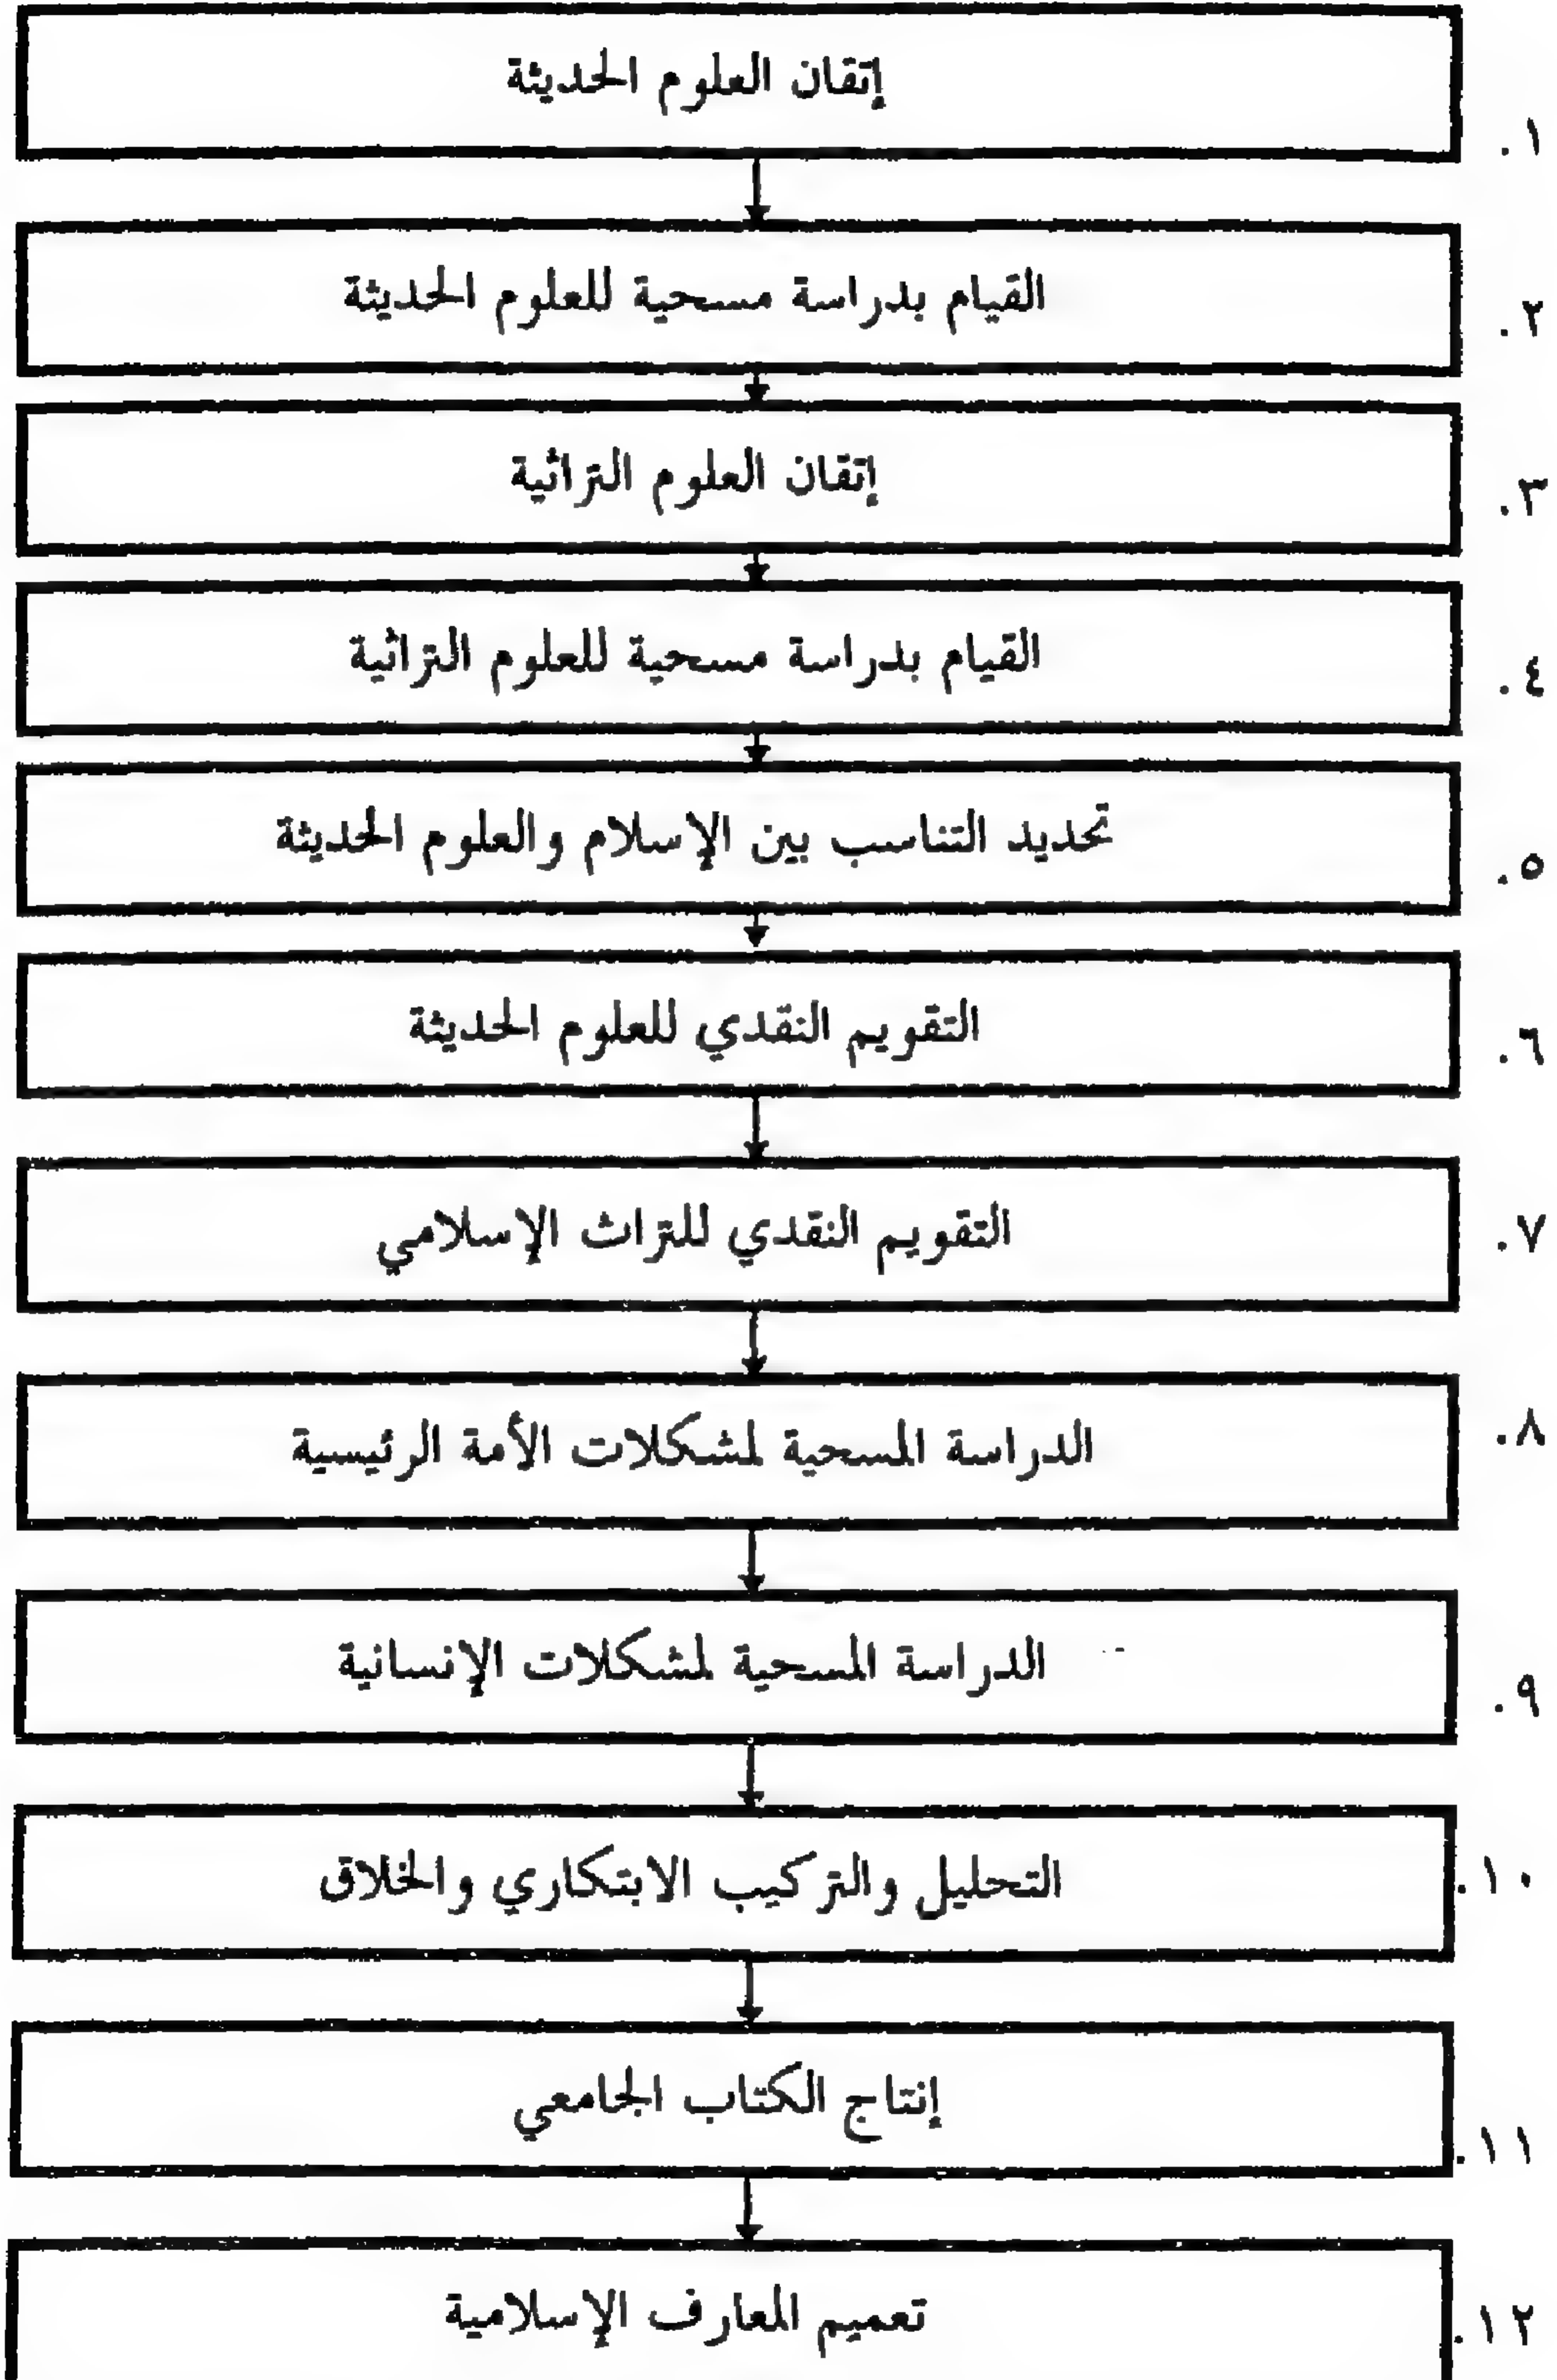 ١. إتقان العلوم الحديثة
٢. القيام بدراسة مسحية للعلوم الحديثة
٣. إتقان العلوم التراثية
٤. القيام بدراسة مسحية للعلوم التراثية
٥. تحديد التناسب بين الإسلام والعلوم الحديثة
٦. التقويم النقدي للعلوم الحديثة
٧. التقويم النقدي للتراث الإسلامي
٨. الدراسة المسحية لمشكلات الأمة الرئيسية
٩. الدراسة المسحية لمشكلات الإنسانية
١٠. التحليل والتركيب الابتكاري والخلاق
١١. إنتاج الكتاب الجامعي
١٢. تعميم المعارف الإسلامية